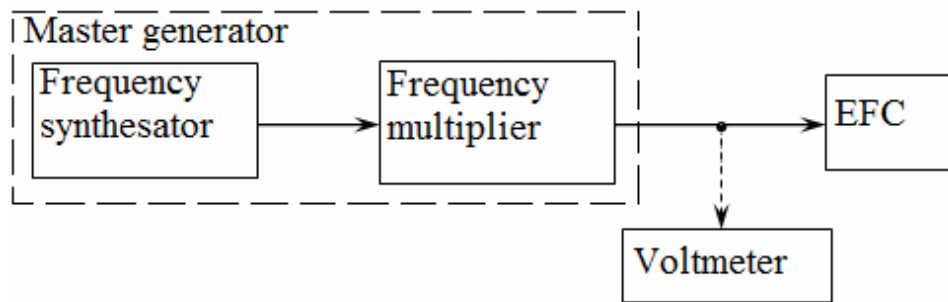 Master generator
Frequency
synthesator
Frequency
multiplier
EFC
Voltmeter